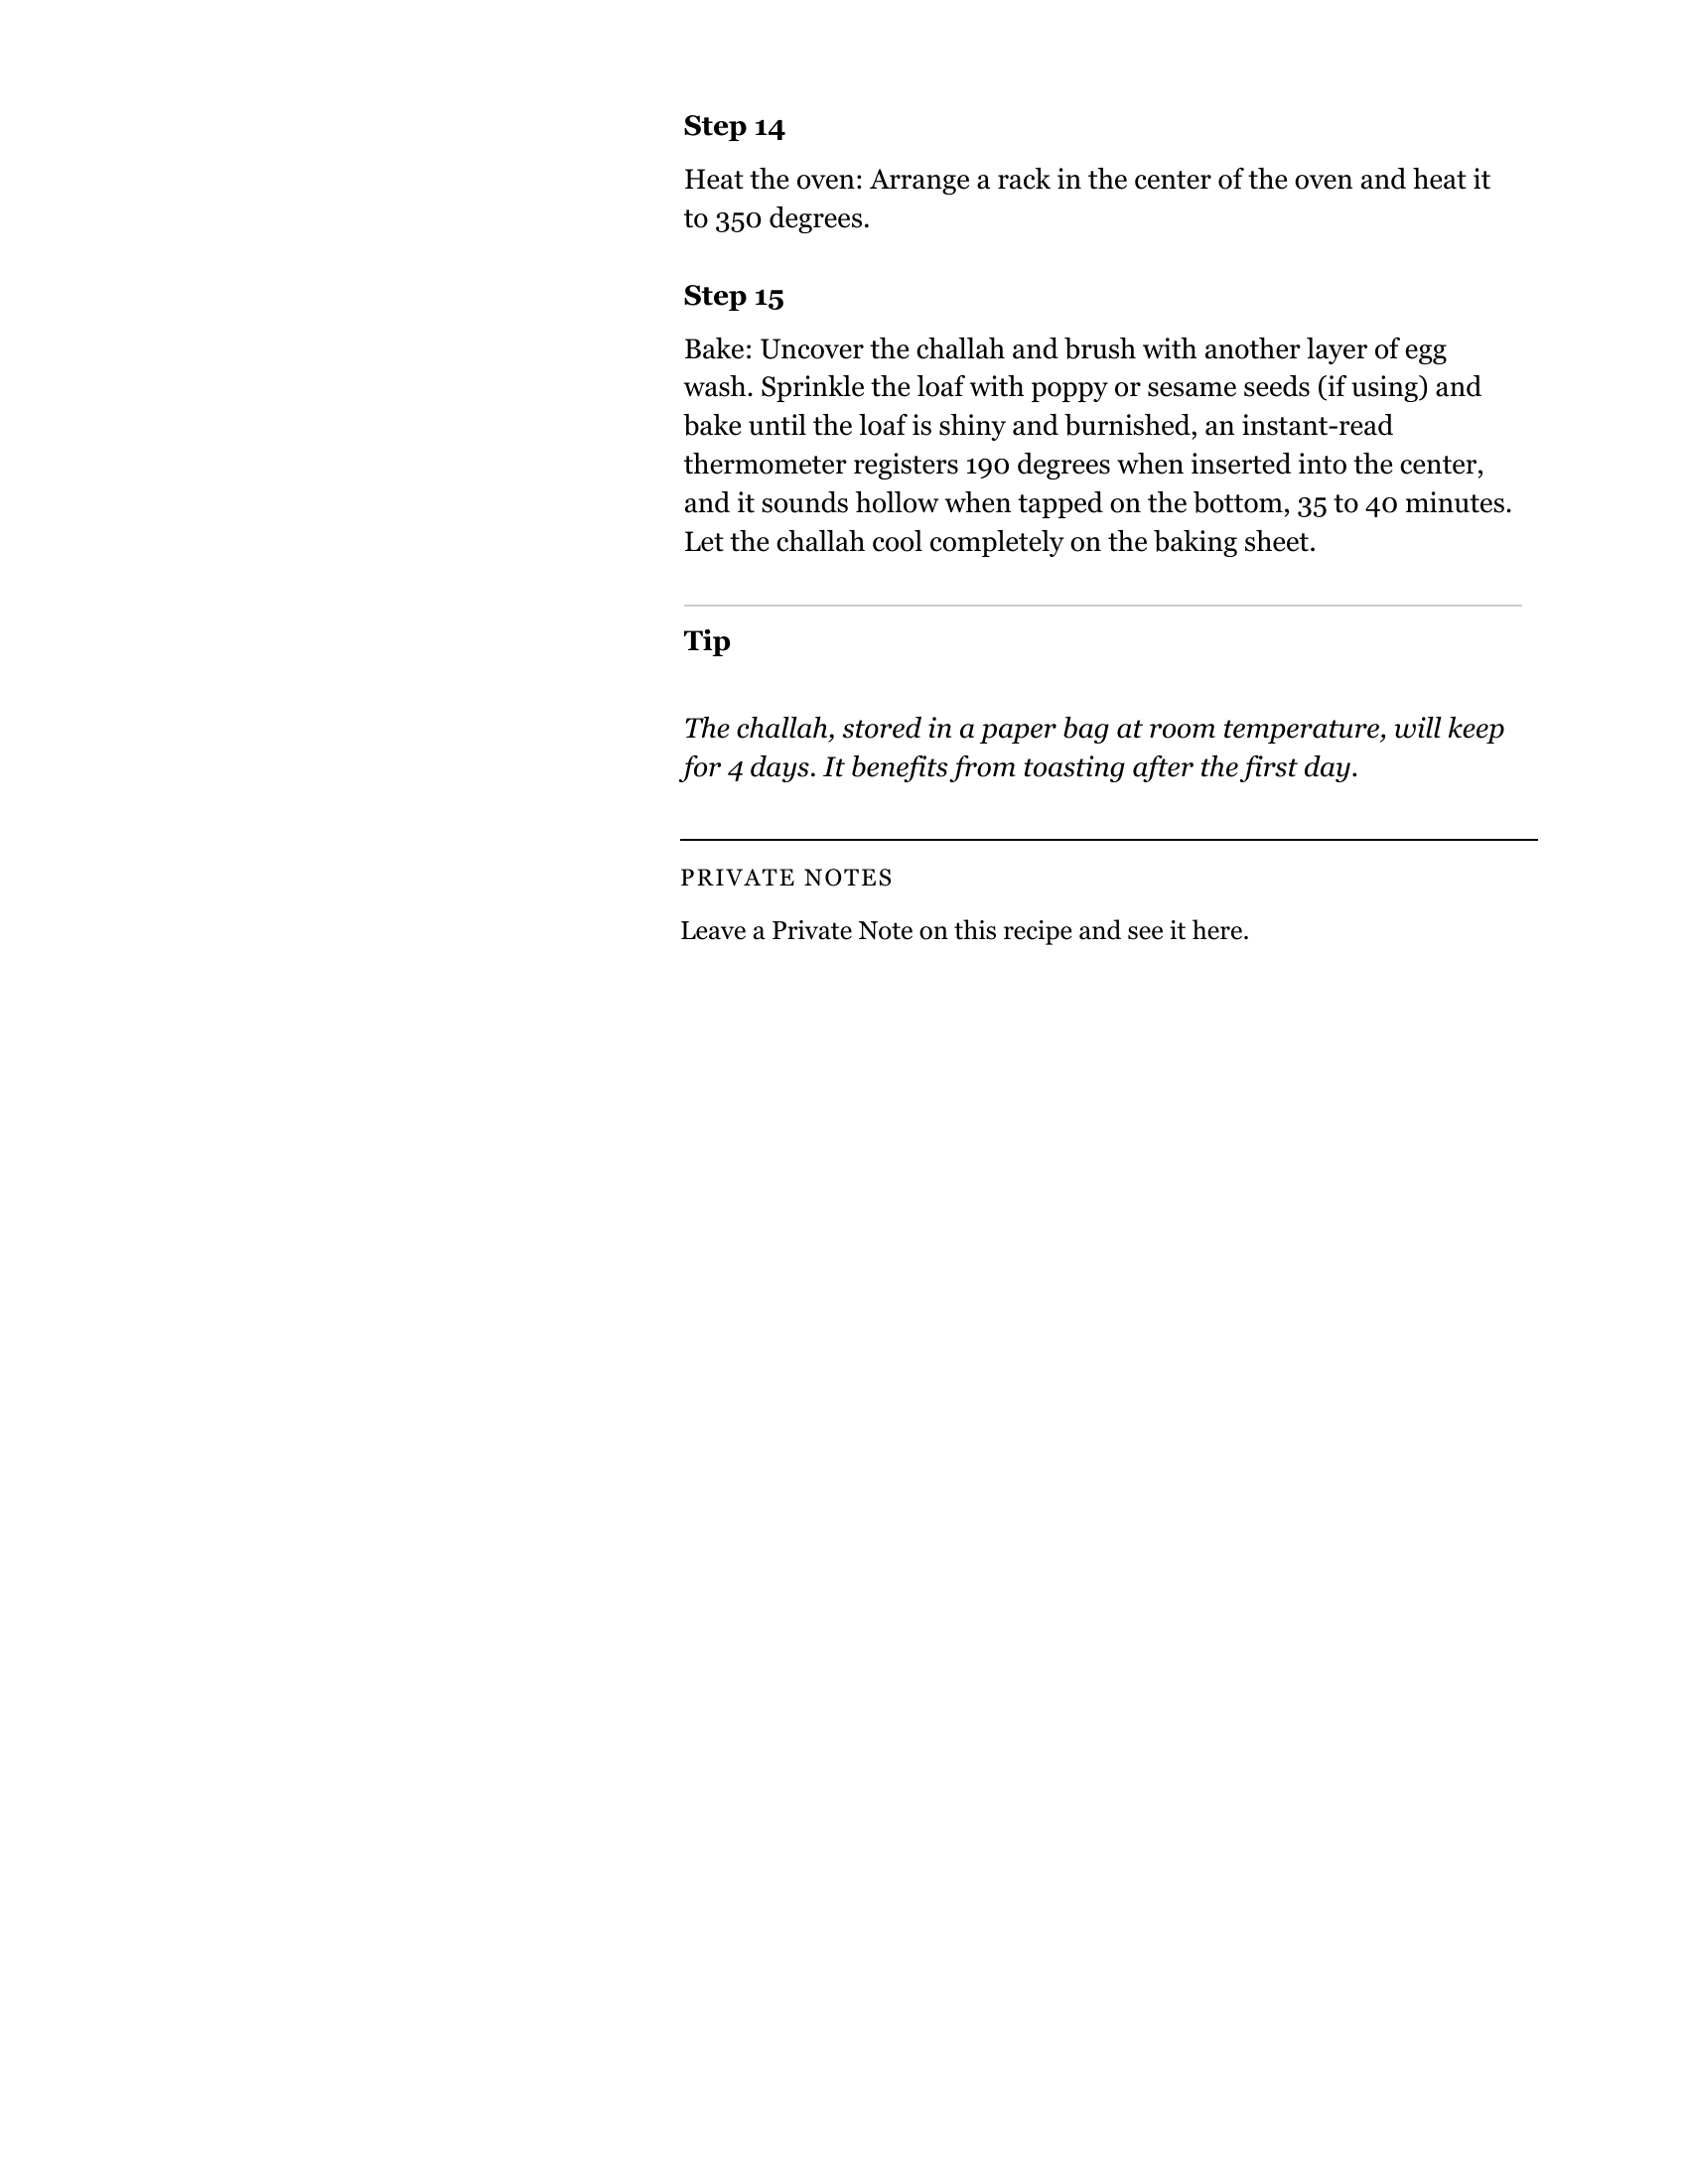 Step 14
Heat the oven: Arrange a rack in the center of the oven and heat it
to 350 degrees.
Step 15
Bake: Uncover the challah and brush with another layer of egg
wash. Sprinkle the loaf with poppy or sesame seeds (if using) and
bake until the loaf is shiny and burnished, an instant-read
thermometer registers 190 degrees when inserted into the center,
and it sounds hollow when tapped on the bottom, 35 to 40 minutes.
Let the challah cool completely on the baking sheet.
Tip
The challah, stored in a paper bag at room temperature, will keep
for 4 days. It benefits from toasting after the first day.
PRIVATE NOTES
Leave a Private Note on this recipe and see it here.